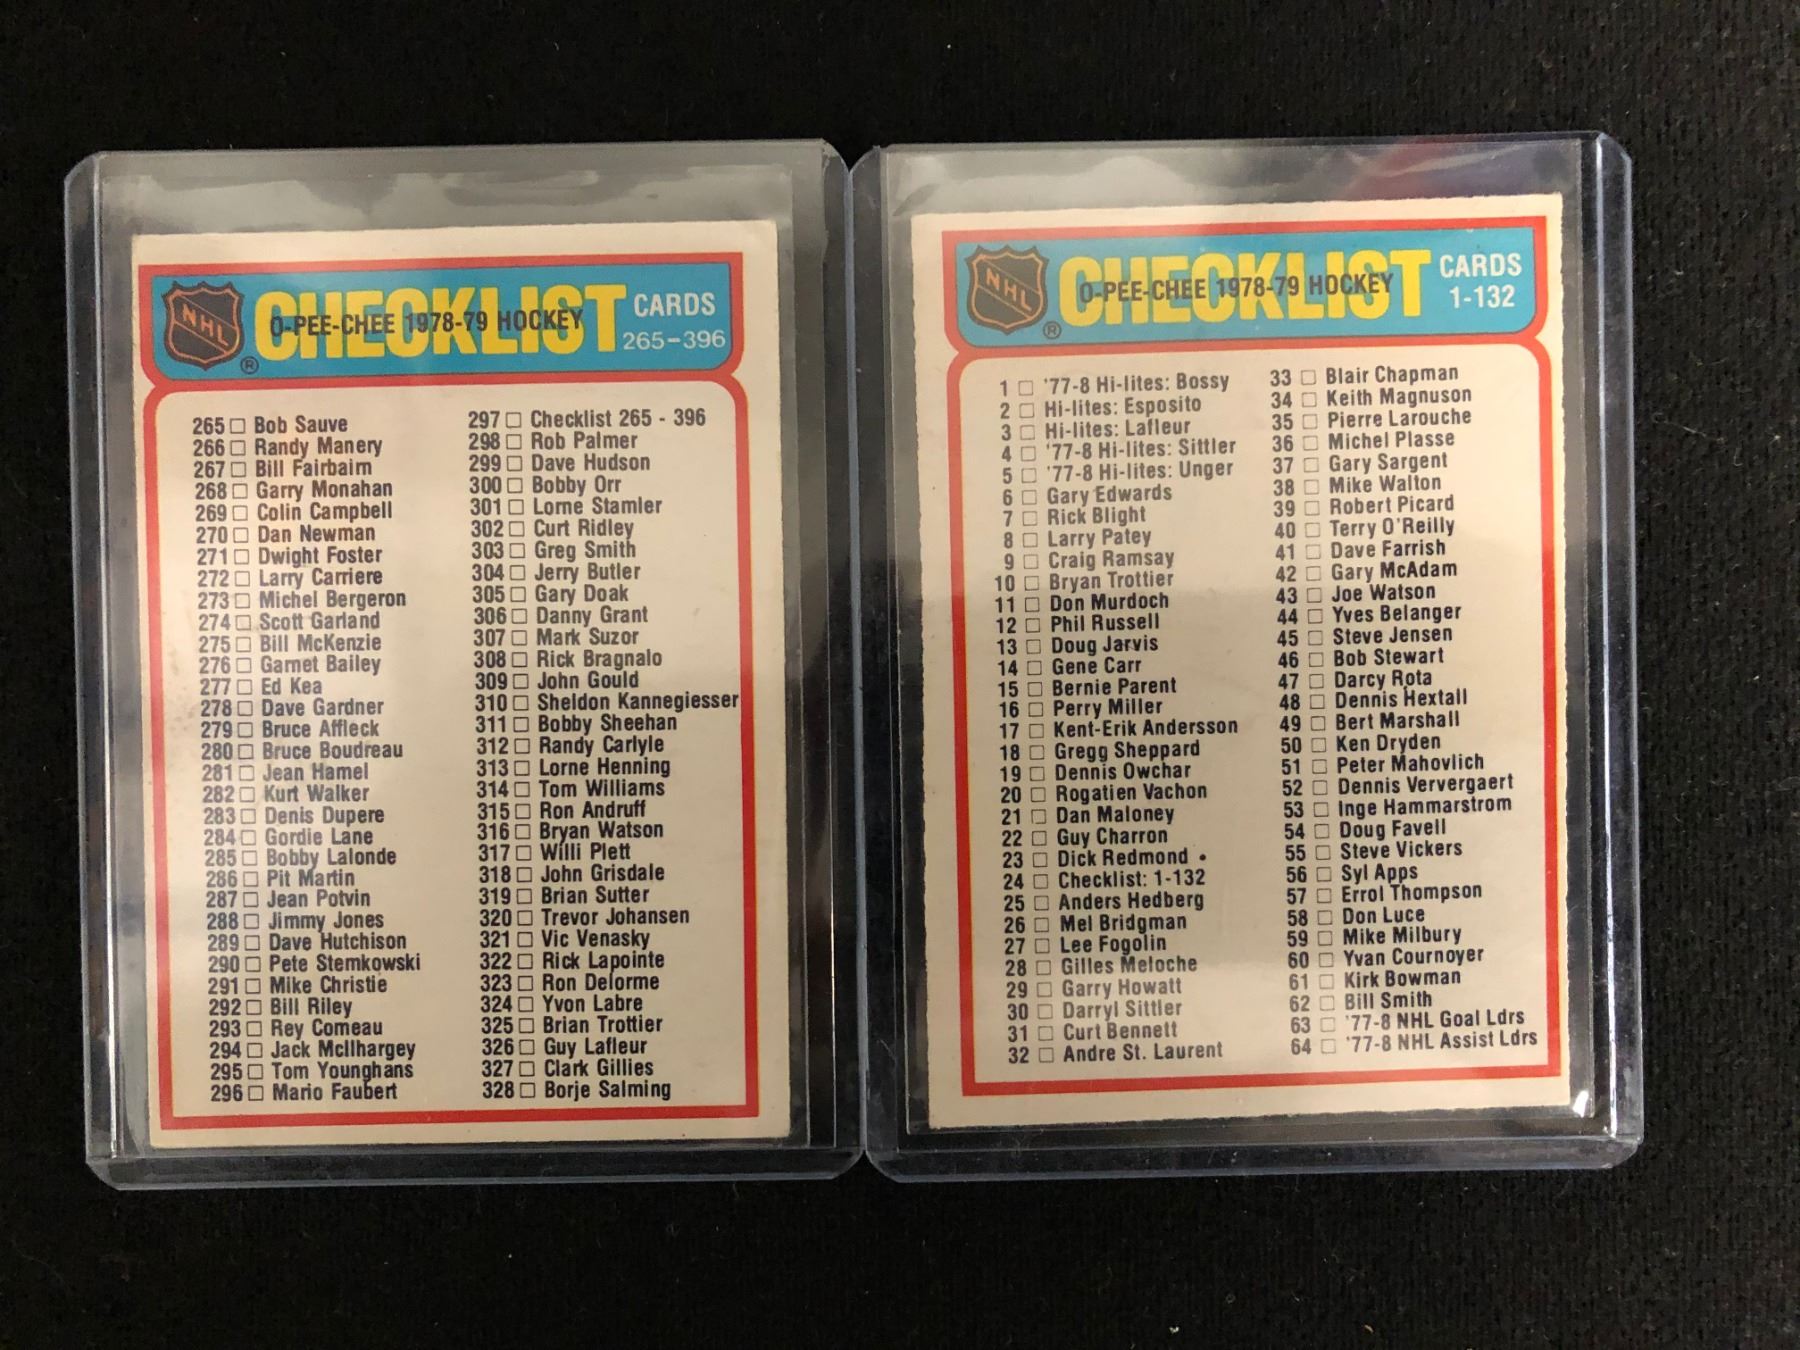 NHL
CHECKLIST
O-PEE-CHEE 1978-79 HOCKEY
CARDS
265-396
®
265 Bob Sauve
266 Randy Manery
267 Bill Fairbairn
268 Garry Monahan
269 Colin Campbell
270 Dan Newman
271 Dwight Foster
272 Larry Carriere
273 Michel Bergeron
274 Scott Garland
275 Bill McKenzie
276 Garnet Bailey
277 Ed Kea
278 Dave Gardner
279 Bruce Affleck
280 Bruce Boudreau
281 Jean Hamel
282 Kurt Walker
283 Denis Dupere
284 Gordie Lane
285 Bobby Lalonde
286 Pit Martin
287 Jean Potvin
288 Jimmy Jones
289 Dave Hutchison
290 Pete Stemkowski
291 Mike Christie
292 Bill Riley
293 Rey Comeau
294 Jack McIlhargey
295 Tom Younghans
296 Mario Faubert
297 Checklist 265 - 396
298 Rob Palmer
299 Dave Hudson
300 Bobby Orr
301 Lorne Stamler
302 Curt Ridley
303 Greg Smith
304 Jerry Butler
305 Gary Doak
306 Danny Grant
307 Mark Suzor
308 Rick Bragnalo
309 John Gould
310 Sheldon Kannegiesser
311 Bobby Sheehan
312 Randy Carlyle
313 Lorne Henning
314 Tom Williams
315 Ron Andruff
316 Bryan Watson
317 Willi Plett
318 John Grisdale
319 Brian Sutter
320 Trevor Johansen
321 Vic Venasky
322 Rick Lapointe
323 Ron Delorme
324 Yvon Labre
325 Brian Trottier
326 Guy Lafleur
327 Clark Gillies
328 Borje Salming
NHL
CHECKLIST
O-PEE-CHEE 1978-79 HOCKEY
CARDS
1-132
®
1 '77-8 Hi-lites: Bossy
2 Hi-lites: Esposito
3 Hi-lites: Lafleur
4 '77-8 Hi-lites: Sittler
5 '77-8 Hi-lites: Unger
6 Gary Edwards
7 Rick Blight
8 Larry Patey
9 Craig Ramsay
10 Bryan Trottier
11 Don Murdoch
12 Phil Russell
13 Doug Jarvis
14 Gene Carr
15 Bernie Parent
16 Perry Miller
17 Kent-Erik Andersson
18 Gregg Sheppard
19 Dennis Owchar
20 Rogatien Vachon
21 Dan Maloney
22 Guy Charron
23 Dick Redmond
24 Checklist: 1-132
25 Anders Hedberg
26 Mel Bridgman
27 Lee Fogolin
28 Gilles Meloche
29 Garry Howatt
30 Darryl Sittler
31 Curt Bennett
32 Andre St. Laurent
33 Blair Chapman
34 Keith Magnuson
35 Pierre Larouche
36 Michel Plasse
37 Gary Sargent
38 Mike Walton
39 Robert Picard
40 Terry O'Reilly
41 Dave Farrish
42 Gary McAdam
43 Joe Watson
44 Yves Belanger
45 Steve Jensen
46 Bob Stewart
47 Darcy Rota
48 Dennis Hextall
49 Bert Marshall
50 Ken Dryden
51 Peter Mahovlich
52 Dennis Ververgaert
53 Inge Hammarstrom
54 Doug Favell
55 Steve Vickers
56 Syl Apps
57 Errol Thompson
58 Don Luce
59 Mike Milbury
60 Yvan Cournoyer
61 Kirk Bowman
62 Bill Smith
63 '77-8 NHL Goal Ldrs
64 '77-8 NHL Assist Ldrs